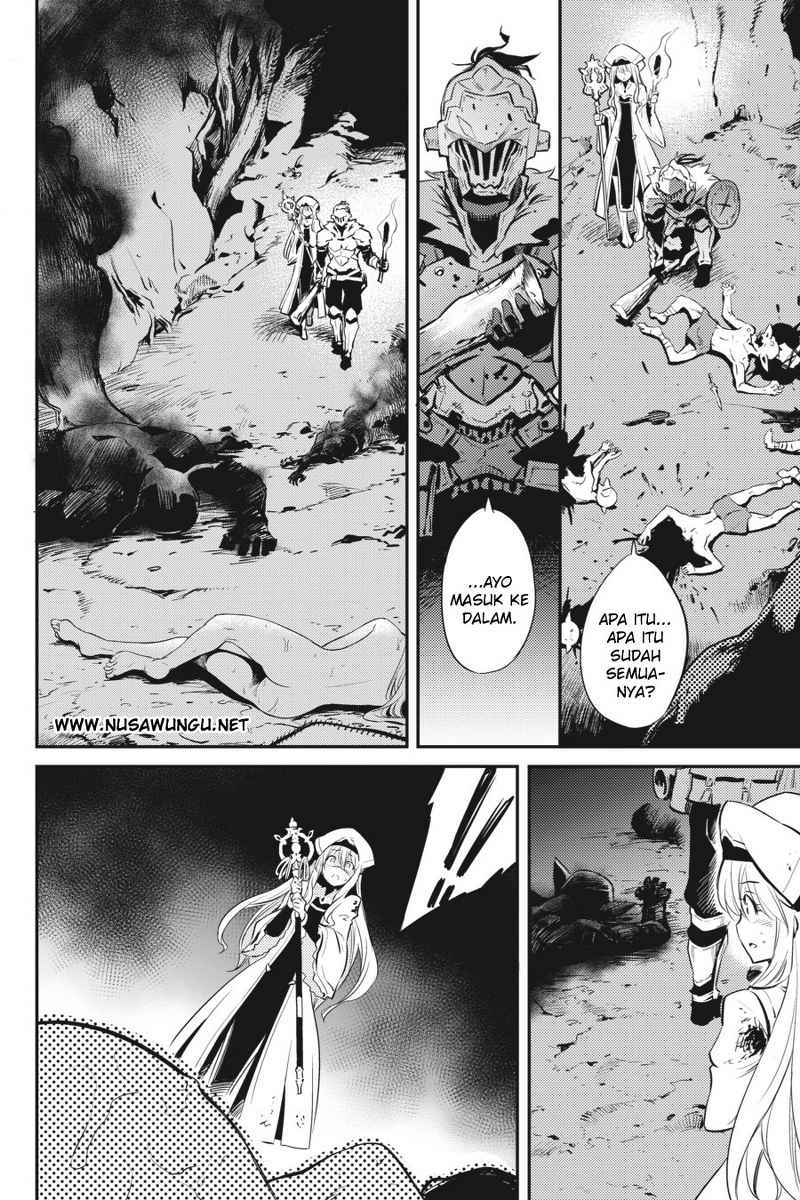 APA ITU...
APA ITU
SUDAH
SEMUA-
NYA?
...AYO
MASUK KE
DALAM.
WWW.NUSAWUNGU.NET